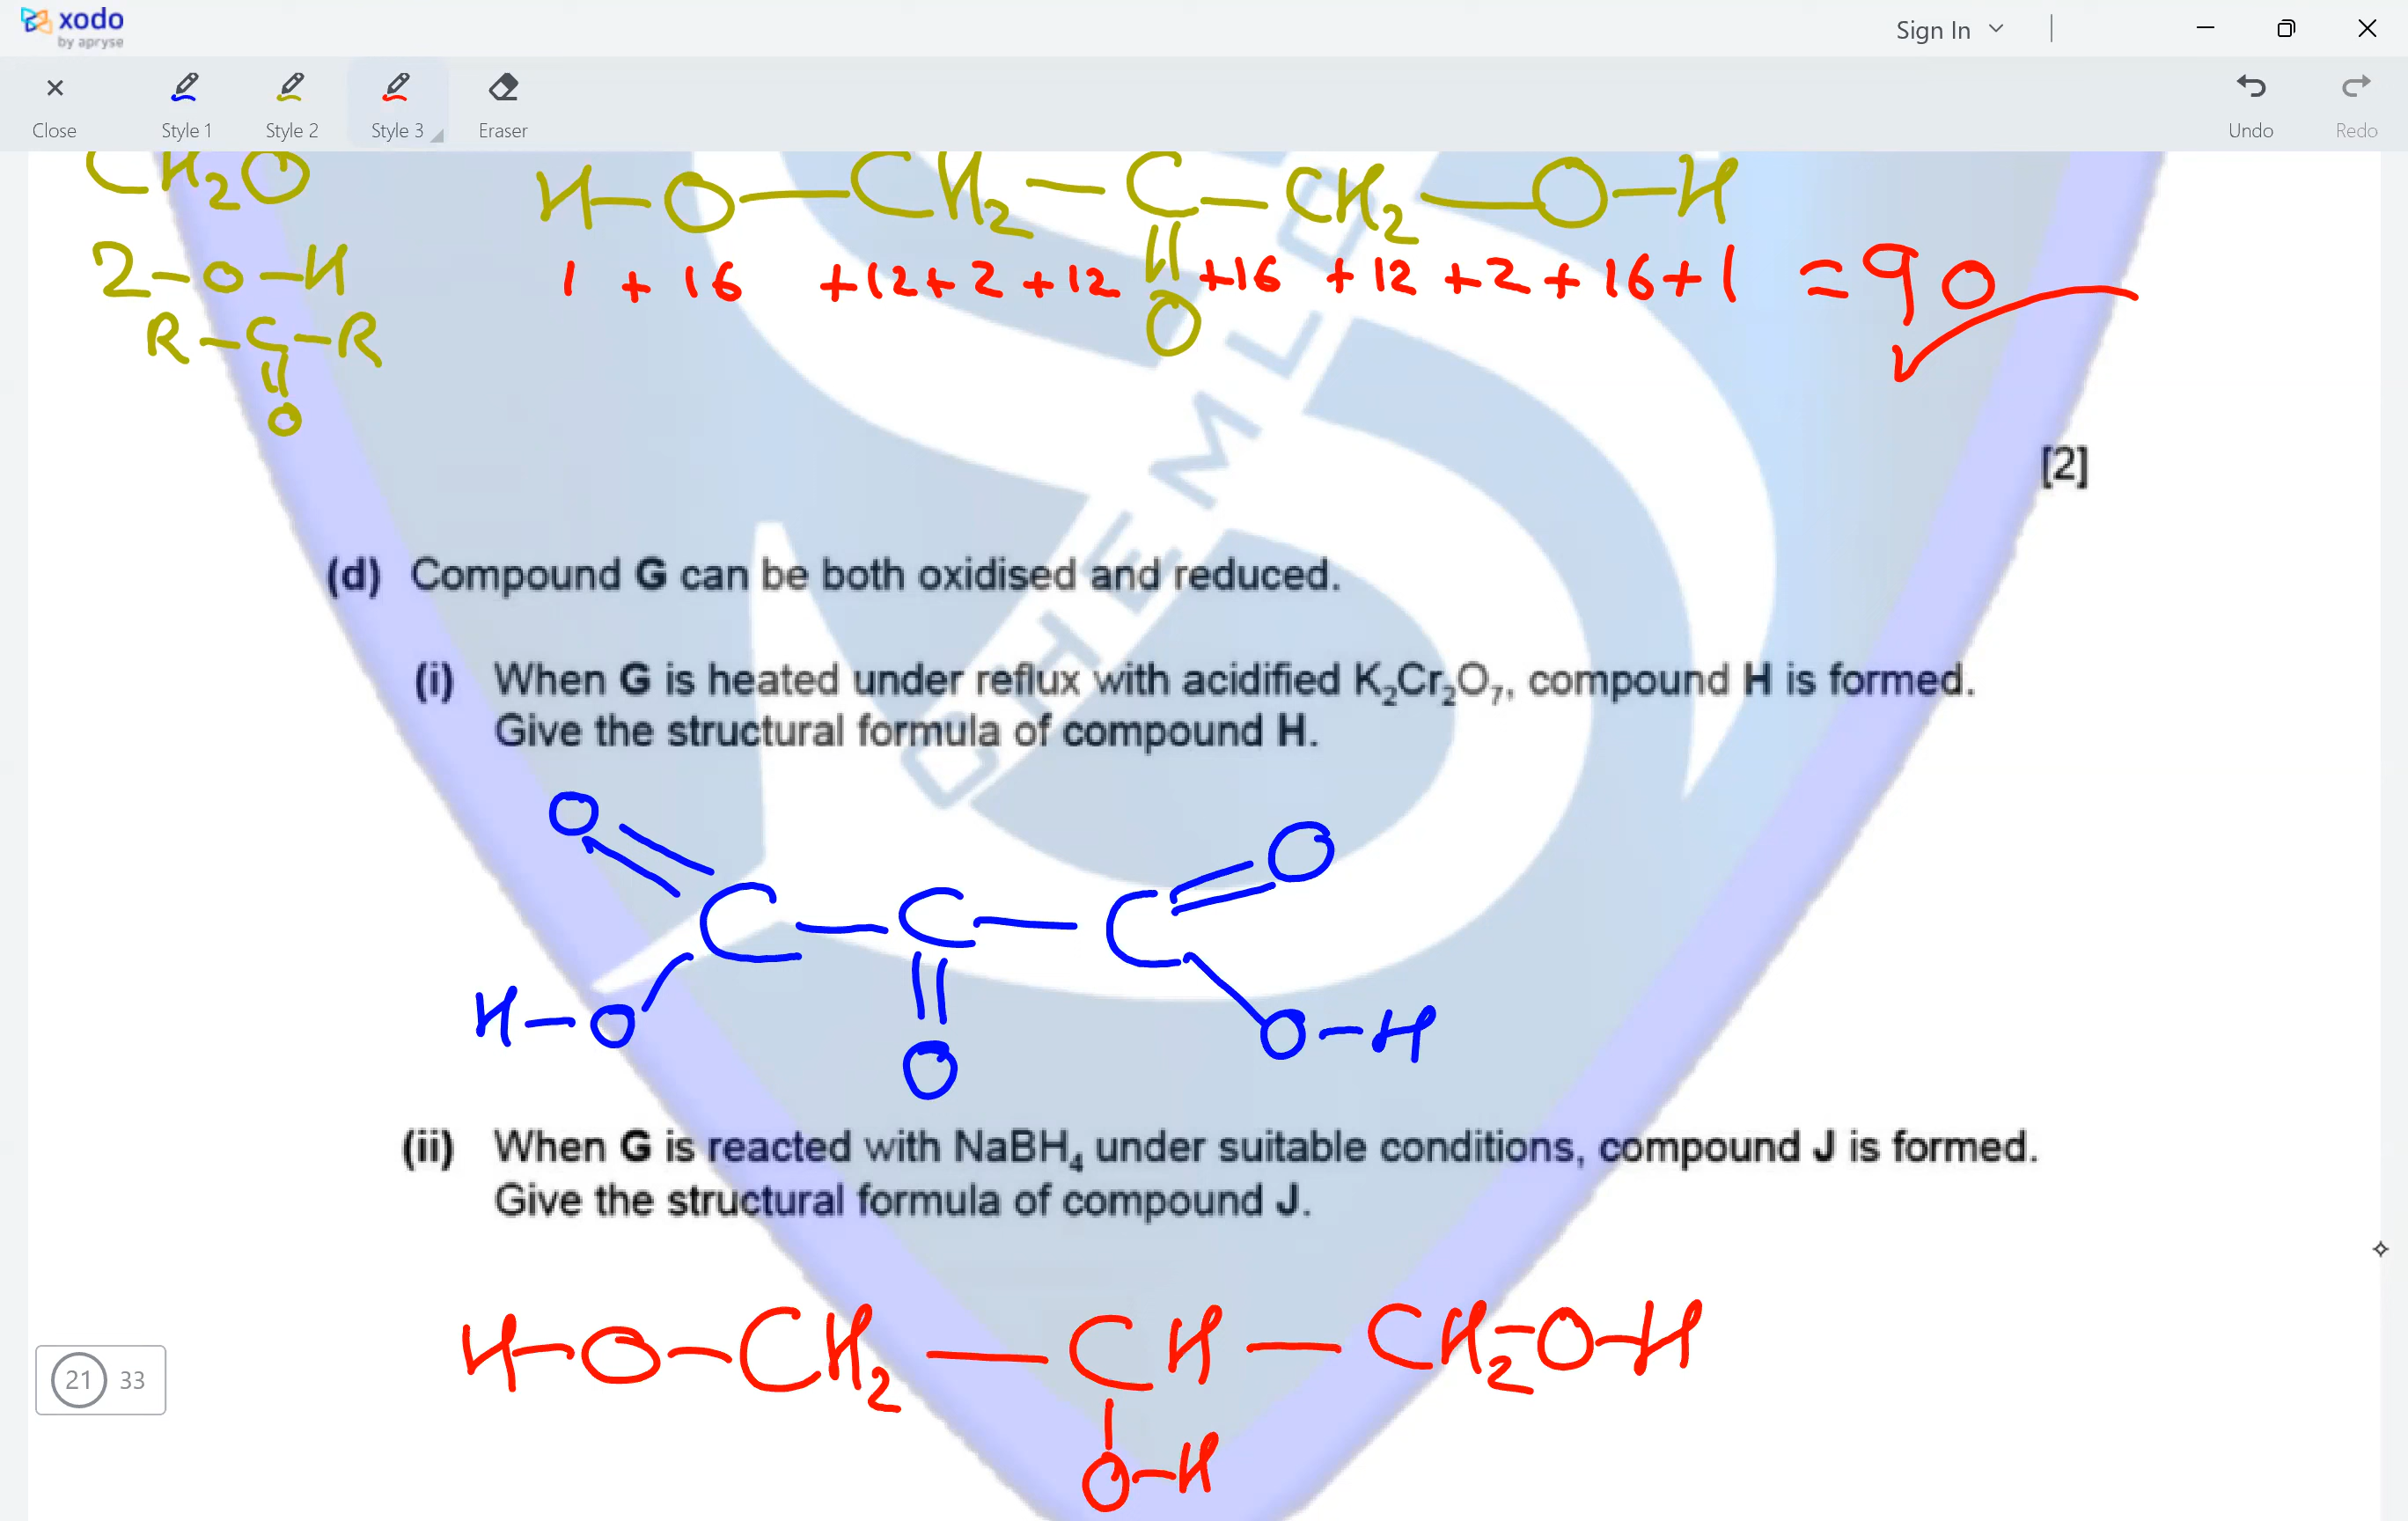 xodo
by apryse
Sign In
Close Style 1 Style 2 Style 3 Eraser Undo Redo
CH2O
H-O-CH2-C-CH2-O-H
||
O
2-O-H
1 + 16 +12+2+12 +16 +12 +2+16+1 =90
R-C-R
||
O
[2]
CHEM
(d) Compound G can be both oxidised and reduced.
(i) When G is heated under reflux with acidified K₂Cr₂O₇, compound H is formed.
Give the structural formula of compound H.
O O
C-C-C
H-O || O-H
O
(ii) When G is reacted with NaBH₄ under suitable conditions, compound J is formed.
Give the structural formula of compound J.
H-O-CH2-CH-CH2-O-H
21 33
O-H